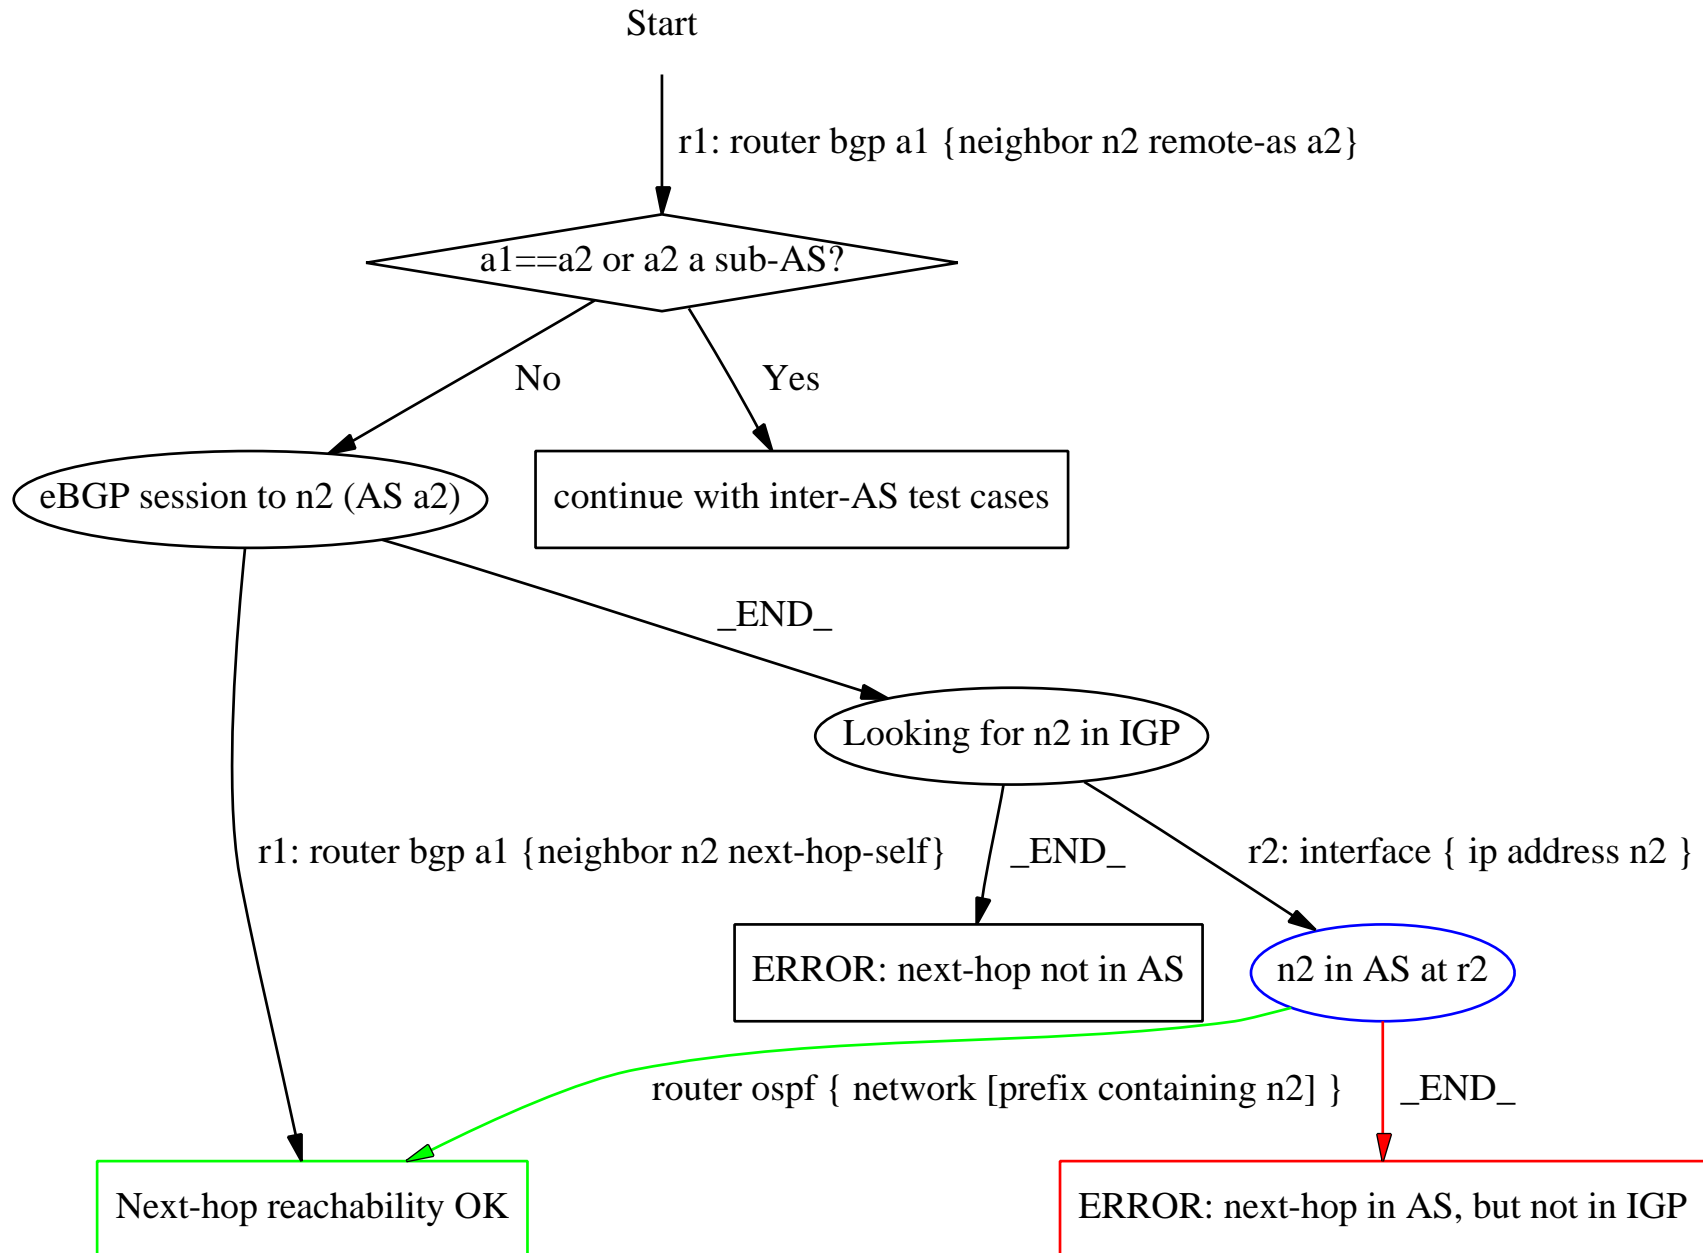 Start
r1: router bgp a1 {neighbor n2 remote-as a2}
a1==a2 or a2 a sub-AS?
No
Yes
eBGP session to n2 (AS a2)
continue with inter-AS test cases
_END_
Looking for n2 in IGP
r1: router bgp a1 {neighbor n2 next-hop-self}
_END_
r2: interface { ip address n2 }
ERROR: next-hop not in AS
n2 in AS at r2
router ospf { network [prefix containing n2] }
_END_
Next-hop reachability OK
ERROR: next-hop in AS, but not in IGP